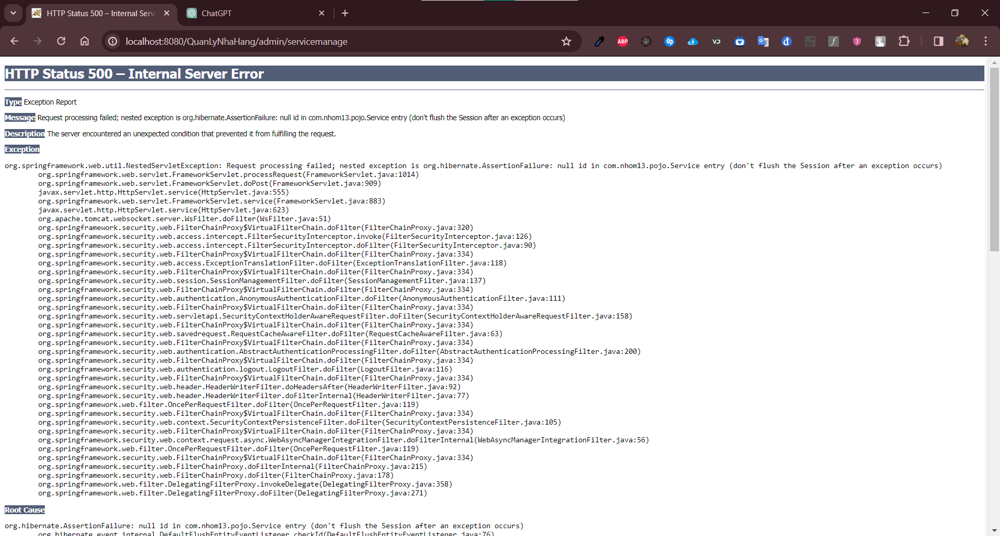 HTTP Status 500 – Internal Serv
ChatGPT
localhost:8080/QuanLyNhaHang/admin/servicemanage
ABP
HTTP Status 500 – Internal Server Error
Type Exception Report
Message Request processing failed; nested exception is org.hibernate.AssertionFailure: null id in com.nhom13.pojo.Service entry (don't flush the Session after an exception occurs)
Description The server encountered an unexpected condition that prevented it from fulfilling the request.
Exception
org.springframework.web.util.NestedServletException: Request processing failed; nested exception is org.hibernate.AssertionFailure: null id in com.nhom13.pojo.Service entry (don't flush the Session after an exception occurs)
org.springframework.web.servlet.FrameworkServlet.processRequest(FrameworkServlet.java:1014)
org.springframework.web.servlet.FrameworkServlet.doPost(FrameworkServlet.java:909)
javax.servlet.http.HttpServlet.service(HttpServlet.java:555)
org.springframework.web.servlet.FrameworkServlet.service(FrameworkServlet.java:883)
javax.servlet.http.HttpServlet.service(HttpServlet.java:623)
org.apache.tomcat.websocket.server.WsFilter.doFilter(WsFilter.java:51)
org.springframework.security.web.FilterChainProxy$VirtualFilterChain.doFilter(FilterChainProxy.java:320)
org.springframework.security.web.access.intercept.FilterSecurityInterceptor.invoke(FilterSecurityInterceptor.java:126)
org.springframework.security.web.access.intercept.FilterSecurityInterceptor.doFilter(FilterSecurityInterceptor.java:90)
org.springframework.security.web.FilterChainProxy$VirtualFilterChain.doFilter(FilterChainProxy.java:334)
org.springframework.security.web.access.ExceptionTranslationFilter.doFilter(ExceptionTranslationFilter.java:118)
org.springframework.security.web.FilterChainProxy$VirtualFilterChain.doFilter(FilterChainProxy.java:334)
org.springframework.security.web.session.SessionManagementFilter.doFilter(SessionManagementFilter.java:137)
org.springframework.security.web.FilterChainProxy$VirtualFilterChain.doFilter(FilterChainProxy.java:334)
org.springframework.security.web.authentication.AnonymousAuthenticationFilter.doFilter(AnonymousAuthenticationFilter.java:111)
org.springframework.security.web.FilterChainProxy$VirtualFilterChain.doFilter(FilterChainProxy.java:334)
org.springframework.security.web.servletapi.SecurityContextHolderAwareRequestFilter.doFilter(SecurityContextHolderAwareRequestFilter.java:158)
org.springframework.security.web.FilterChainProxy$VirtualFilterChain.doFilter(FilterChainProxy.java:334)
org.springframework.security.web.savedrequest.RequestCacheAwareFilter.doFilter(RequestCacheAwareFilter.java:63)
org.springframework.security.web.FilterChainProxy$VirtualFilterChain.doFilter(FilterChainProxy.java:334)
org.springframework.security.web.authentication.AbstractAuthenticationProcessingFilter.doFilter(AbstractAuthenticationProcessingFilter.java:200)
org.springframework.security.web.FilterChainProxy$VirtualFilterChain.doFilter(FilterChainProxy.java:334)
org.springframework.security.web.authentication.logout.LogoutFilter.doFilter(LogoutFilter.java:116)
org.springframework.security.web.FilterChainProxy$VirtualFilterChain.doFilter(FilterChainProxy.java:334)
org.springframework.security.web.header.HeaderWriterFilter.doHeadersAfter(HeaderWriterFilter.java:92)
org.springframework.security.web.header.HeaderWriterFilter.doFilterInternal(HeaderWriterFilter.java:77)
org.springframework.web.filter.OncePerRequestFilter.doFilter(OncePerRequestFilter.java:119)
org.springframework.security.web.FilterChainProxy$VirtualFilterChain.doFilter(FilterChainProxy.java:334)
org.springframework.security.web.context.SecurityContextPersistenceFilter.doFilter(SecurityContextPersistenceFilter.java:105)
org.springframework.security.web.FilterChainProxy$VirtualFilterChain.doFilter(FilterChainProxy.java:334)
org.springframework.security.web.context.request.async.WebAsyncManagerIntegrationFilter.doFilterInternal(WebAsyncManagerIntegrationFilter.java:56)
org.springframework.web.filter.OncePerRequestFilter.doFilter(OncePerRequestFilter.java:119)
org.springframework.security.web.FilterChainProxy$VirtualFilterChain.doFilter(FilterChainProxy.java:334)
org.springframework.security.web.FilterChainProxy.doFilterInternal(FilterChainProxy.java:215)
org.springframework.security.web.FilterChainProxy.doFilter(FilterChainProxy.java:178)
org.springframework.web.filter.DelegatingFilterProxy.invokeDelegate(DelegatingFilterProxy.java:358)
org.springframework.web.filter.DelegatingFilterProxy.doFilter(DelegatingFilterProxy.java:271)
Root Cause
org.hibernate.AssertionFailure: null id in com.nhom13.pojo.Service entry (don't flush the Session after an exception occurs)
org.hibernate.event.internal.DefaultFlushEntityEventListener.checkId(DefaultFlushEntityEventListener.java:76)